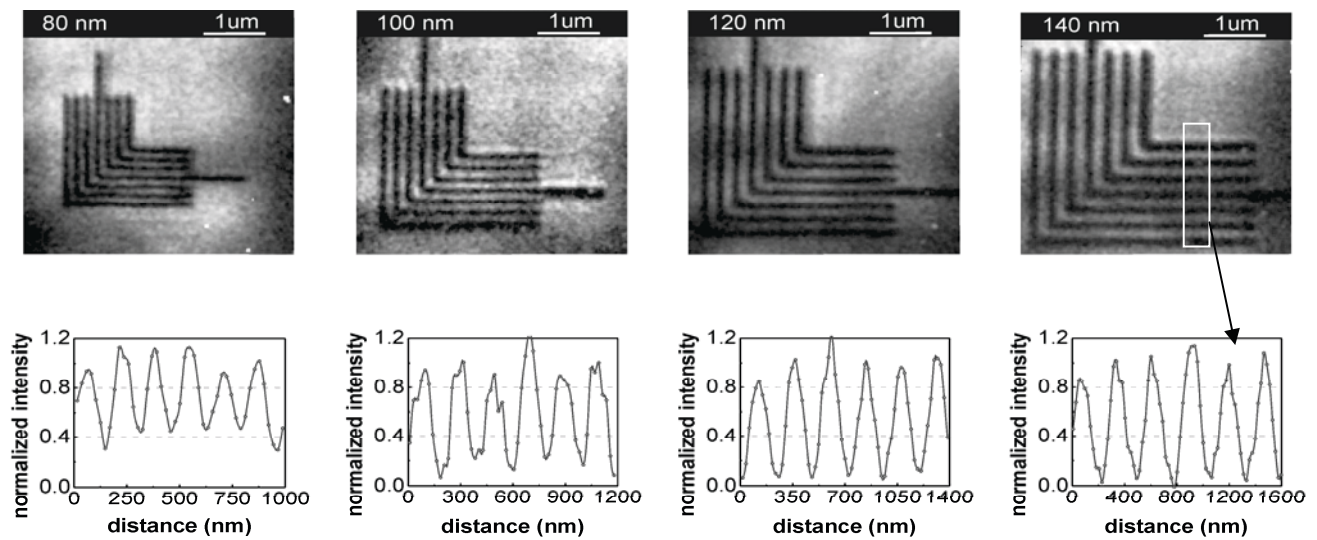 80 nm 1um
100 nm 1um
120 nm 1um
140 nm 1um
normalized intensity
1.2
0.8
0.4
0.0
0 250 500 750 1000
distance (nm)
normalized intensity
1.2
0.8
0.4
0.0
0 300 600 900 1200
distance (nm)
normalized intensity
1.2
0.8
0.4
0.0
0 350 700 1050 1400
distance (nm)
normalized intensity
1.2
0.8
0.4
0.0
0 400 800 1200 1600
distance (nm)